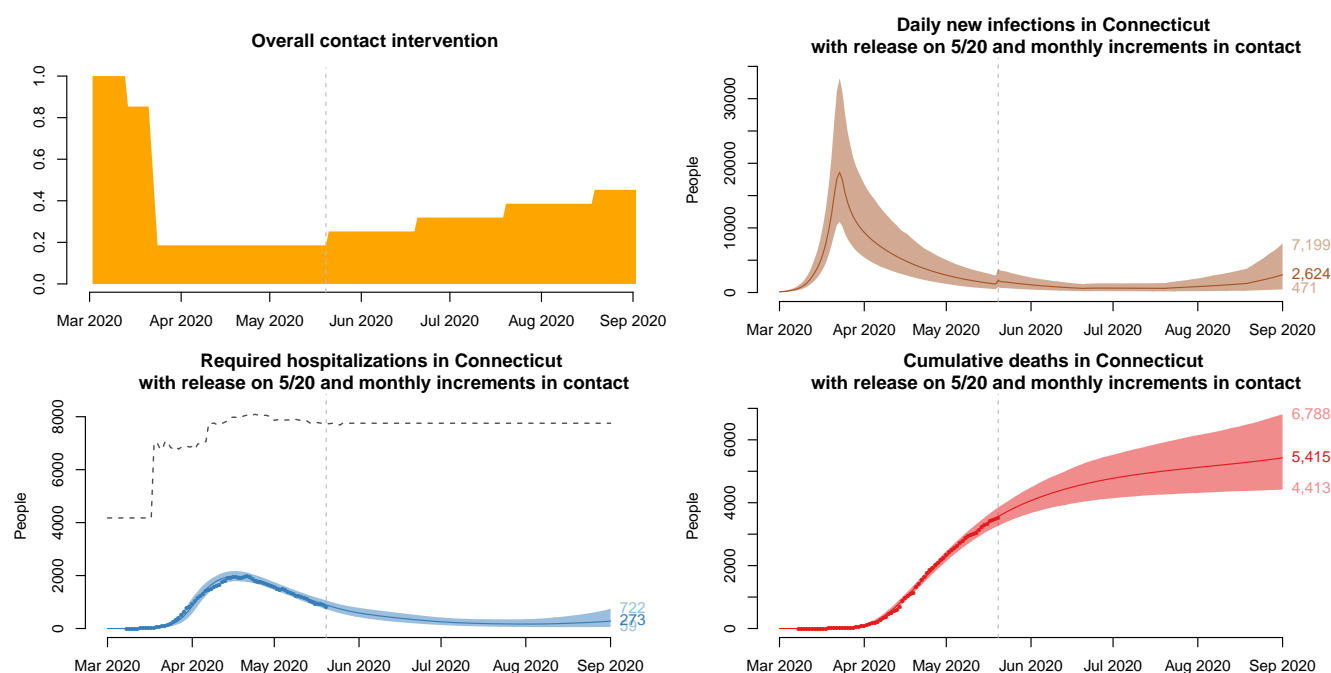 Overall contact intervention
1.0
0.8
0.6
0.4
0.2
0.0
Mar 2020 Apr 2020 May 2020 Jun 2020 Jul 2020 Aug 2020 Sep 2020
Daily new infections in Connecticut
with release on 5/20 and monthly increments in contact
People
30000
20000
10000
0
7,199
2,624
471
Mar 2020 Apr 2020 May 2020 Jun 2020 Jul 2020 Aug 2020 Sep 2020
Required hospitalizations in Connecticut
with release on 5/20 and monthly increments in contact
People
8000
6000
4000
2000
0
722
273
59
Mar 2020 Apr 2020 May 2020 Jun 2020 Jul 2020 Aug 2020 Sep 2020
Cumulative deaths in Connecticut
with release on 5/20 and monthly increments in contact
People
6000
4000
2000
0
6,788
5,415
4,413
Mar 2020 Apr 2020 May 2020 Jun 2020 Jul 2020 Aug 2020 Sep 2020